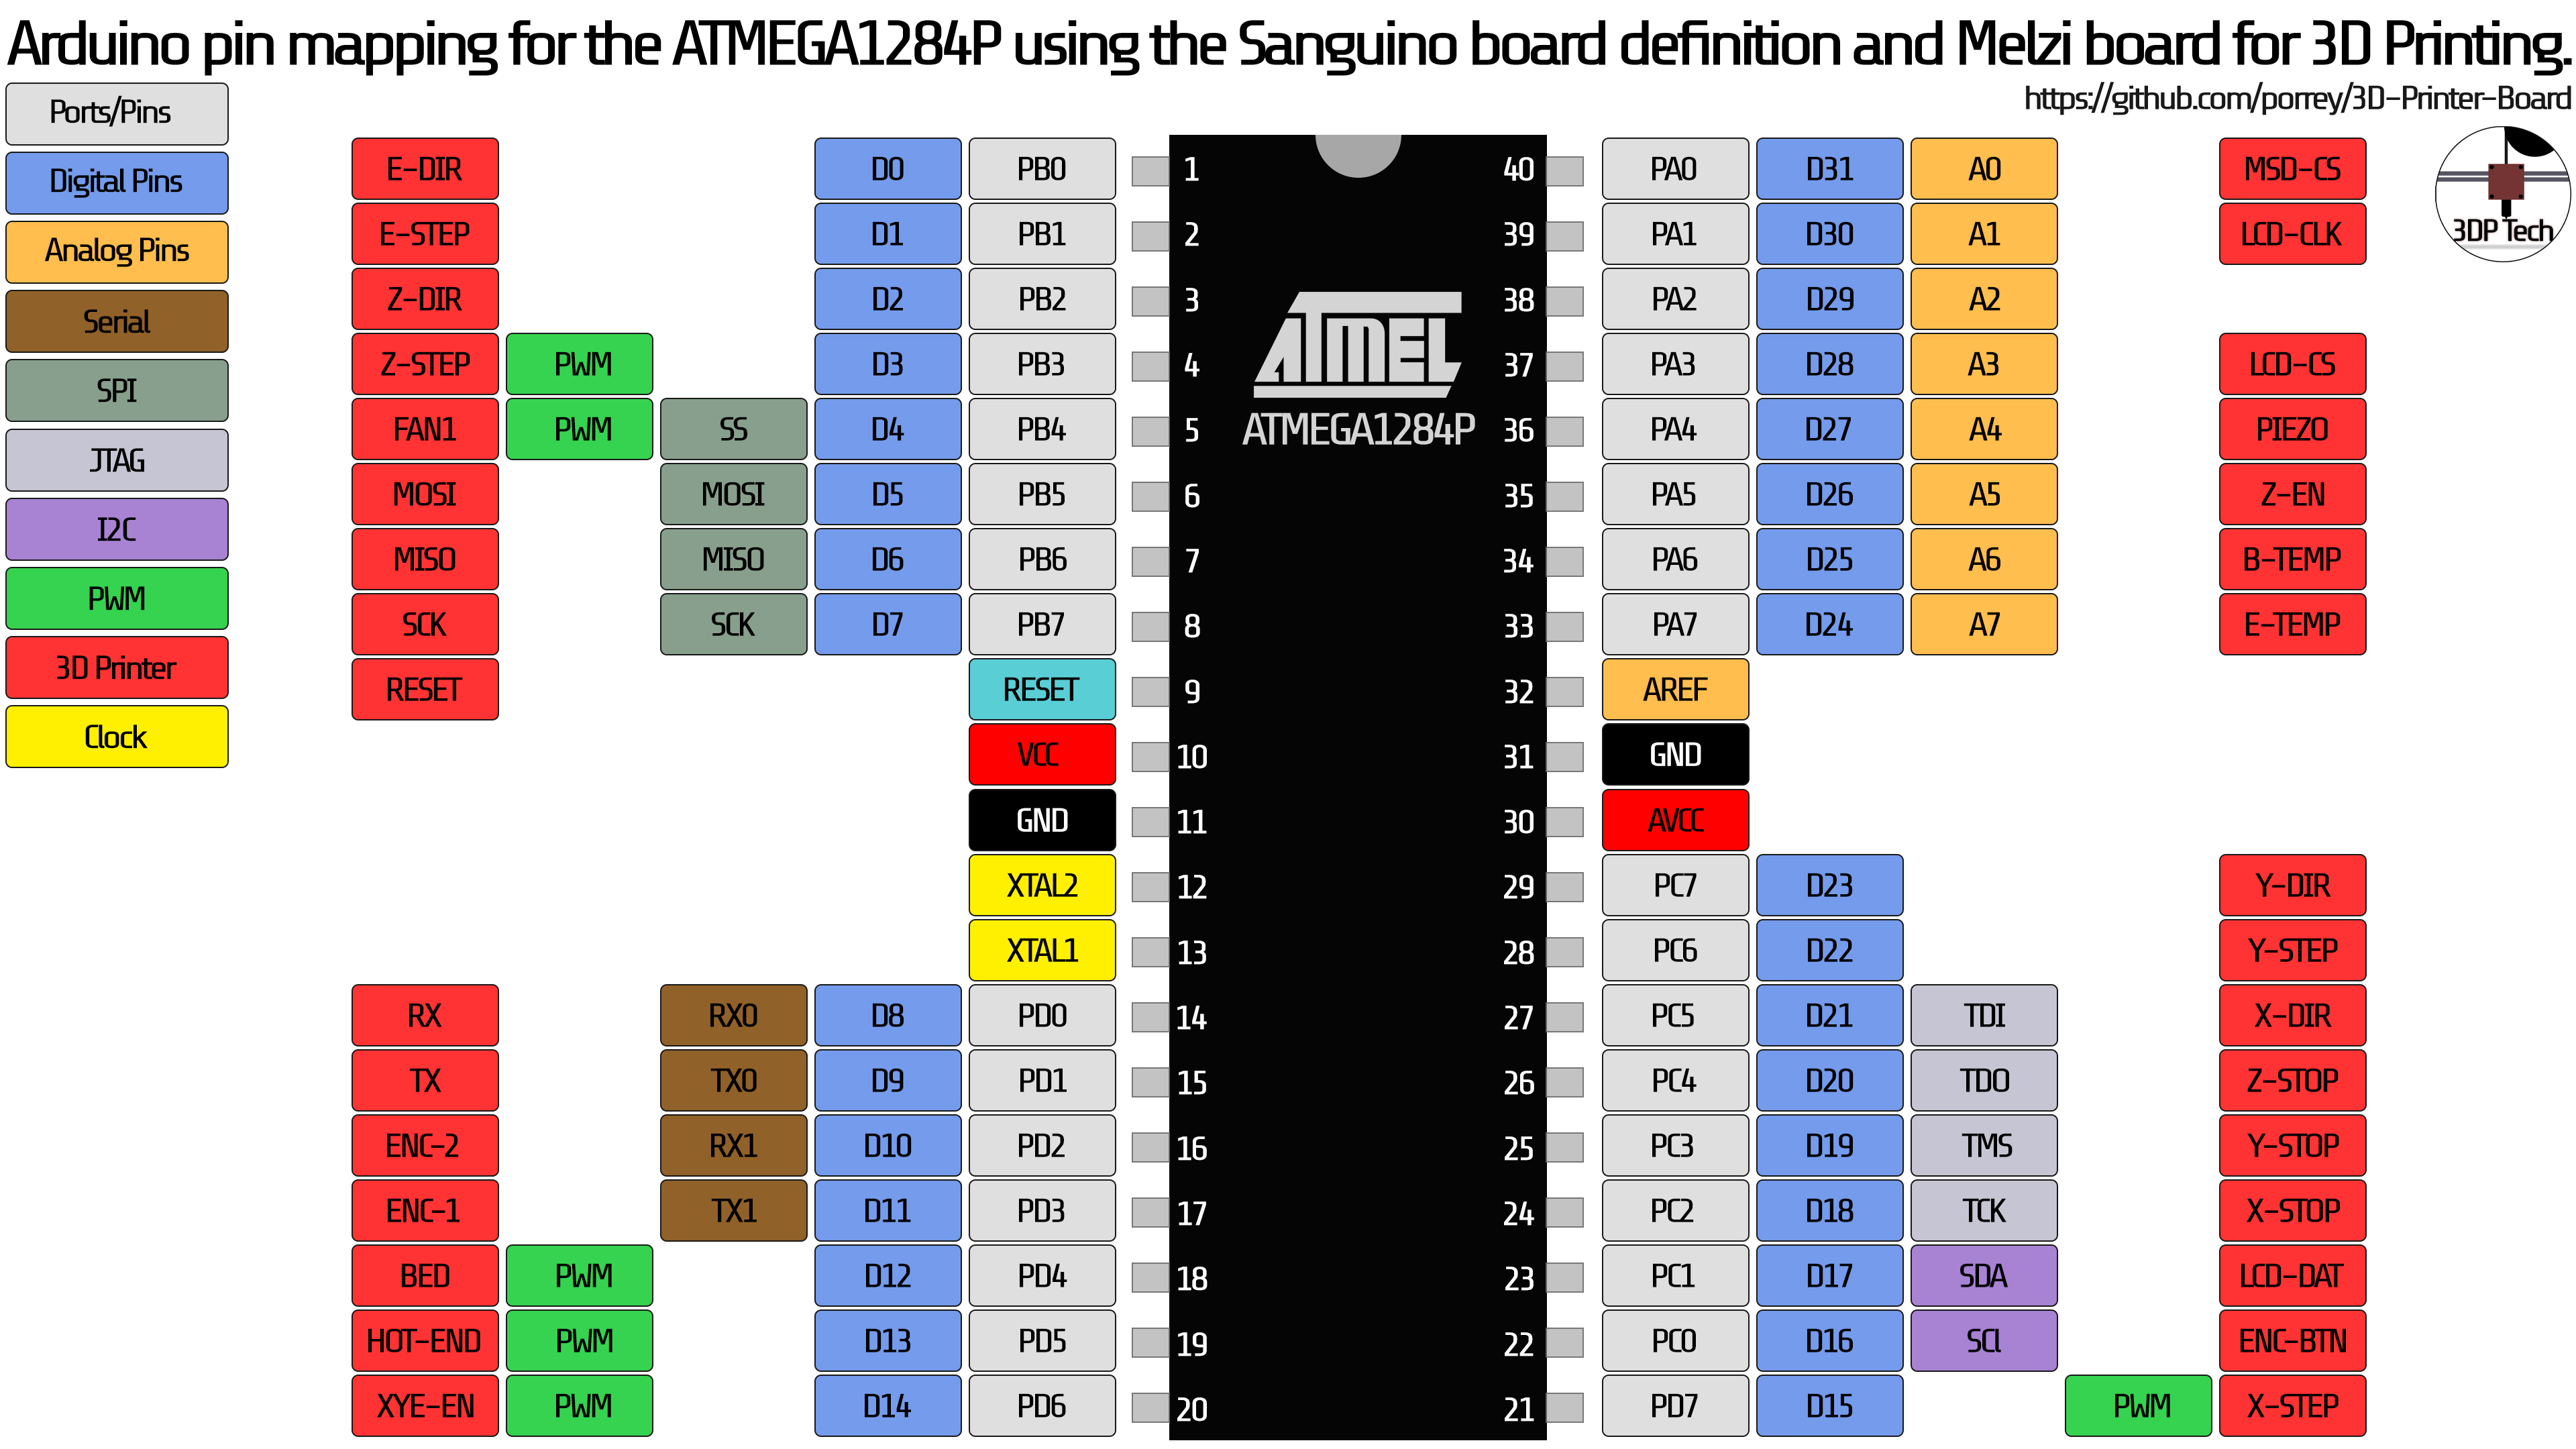 Arduino pin mapping for the ATMEGA1284P using the Sanguino board definition and Melzi board for 3D Printing.
https://github.com/porrey/3D-Printer-Board
3DP Tech
Ports/Pins
Digital Pins
Analog Pins
Serial
SPI
JTAG
I2C
PWM
3D Printer
Clock
ATMEL
ATMEGA1284P
E-DIR D0 PB0 1 40 PA0 D31 A0 MSD-CS
E-STEP D1 PB1 2 39 PA1 D30 A1 LCD-CLK
Z-DIR D2 PB2 3 38 PA2 D29 A2
Z-STEP PWM D3 PB3 4 37 PA3 D28 A3 LCD-CS
FAN1 PWM SS D4 PB4 5 36 PA4 D27 A4 PIEZO
MOSI MOSI D5 PB5 6 35 PA5 D26 A5 Z-EN
MISO MISO D6 PB6 7 34 PA6 D25 A6 B-TEMP
SCK SCK D7 PB7 8 33 PA7 D24 A7 E-TEMP
RESET RESET 9 32 AREF
VCC 10 31 GND
GND 11 30 AVCC
XTAL2 12 29 PC7 D23 Y-DIR
XTAL1 13 28 PC6 D22 Y-STEP
RX RX0 D8 PD0 14 27 PC5 D21 TDI X-DIR
TX TX0 D9 PD1 15 26 PC4 D20 TDO Z-STOP
ENC-2 RX1 D10 PD2 16 25 PC3 D19 TMS Y-STOP
ENC-1 TX1 D11 PD3 17 24 PC2 D18 TCK X-STOP
BED PWM D12 PD4 18 23 PC1 D17 SDA LCD-DAT
HOT-END PWM D13 PD5 19 22 PC0 D16 SCl ENC-BTN
XYE-EN PWM D14 PD6 20 21 PD7 D15 PWM X-STEP